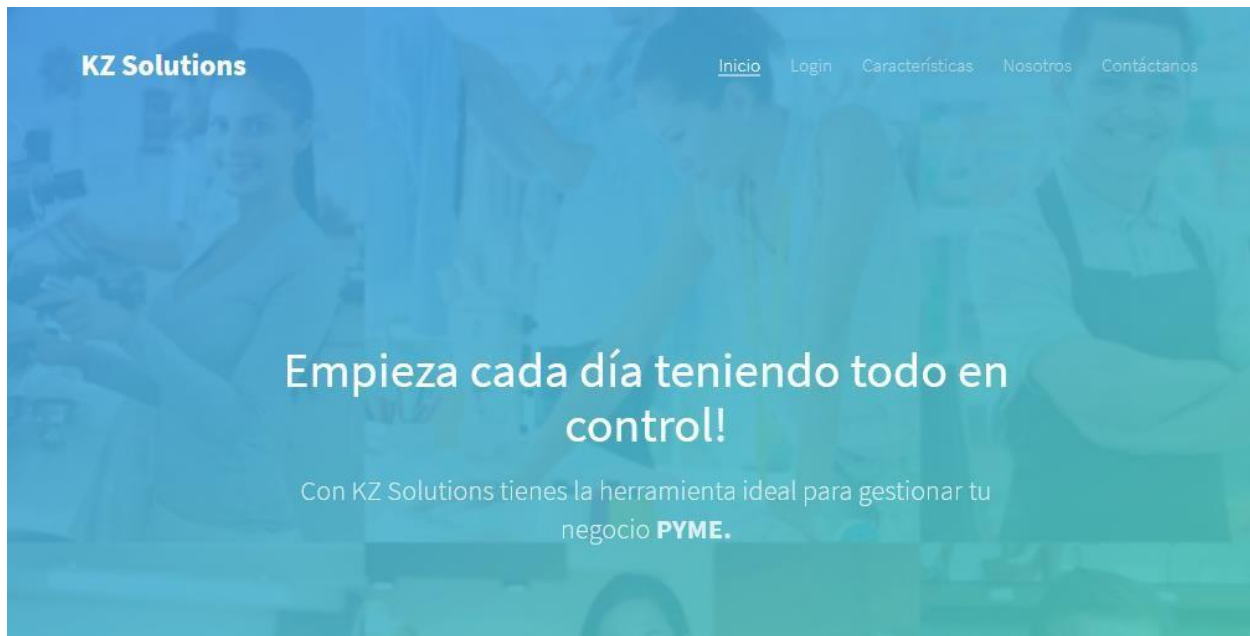 KZ Solutions
Inicio Login Características Nosotros Contáctanos
Empieza cada día teniendo todo en
control!
Con KZ Solutions tienes la herramienta ideal para gestionar tu
negocio PYME.